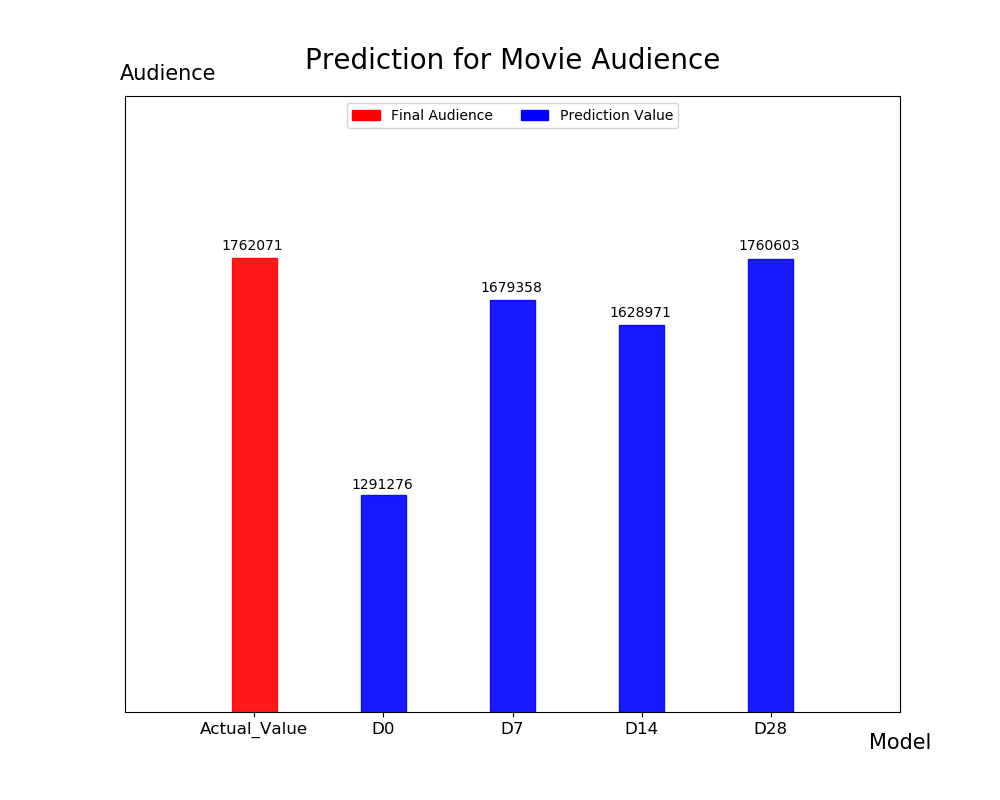 Prediction for Movie Audience
Audience
Final Audience Prediction Value
1762071
1291276
1679358
1628971
1760603
Actual_Value D0 D7 D14 D28
Model